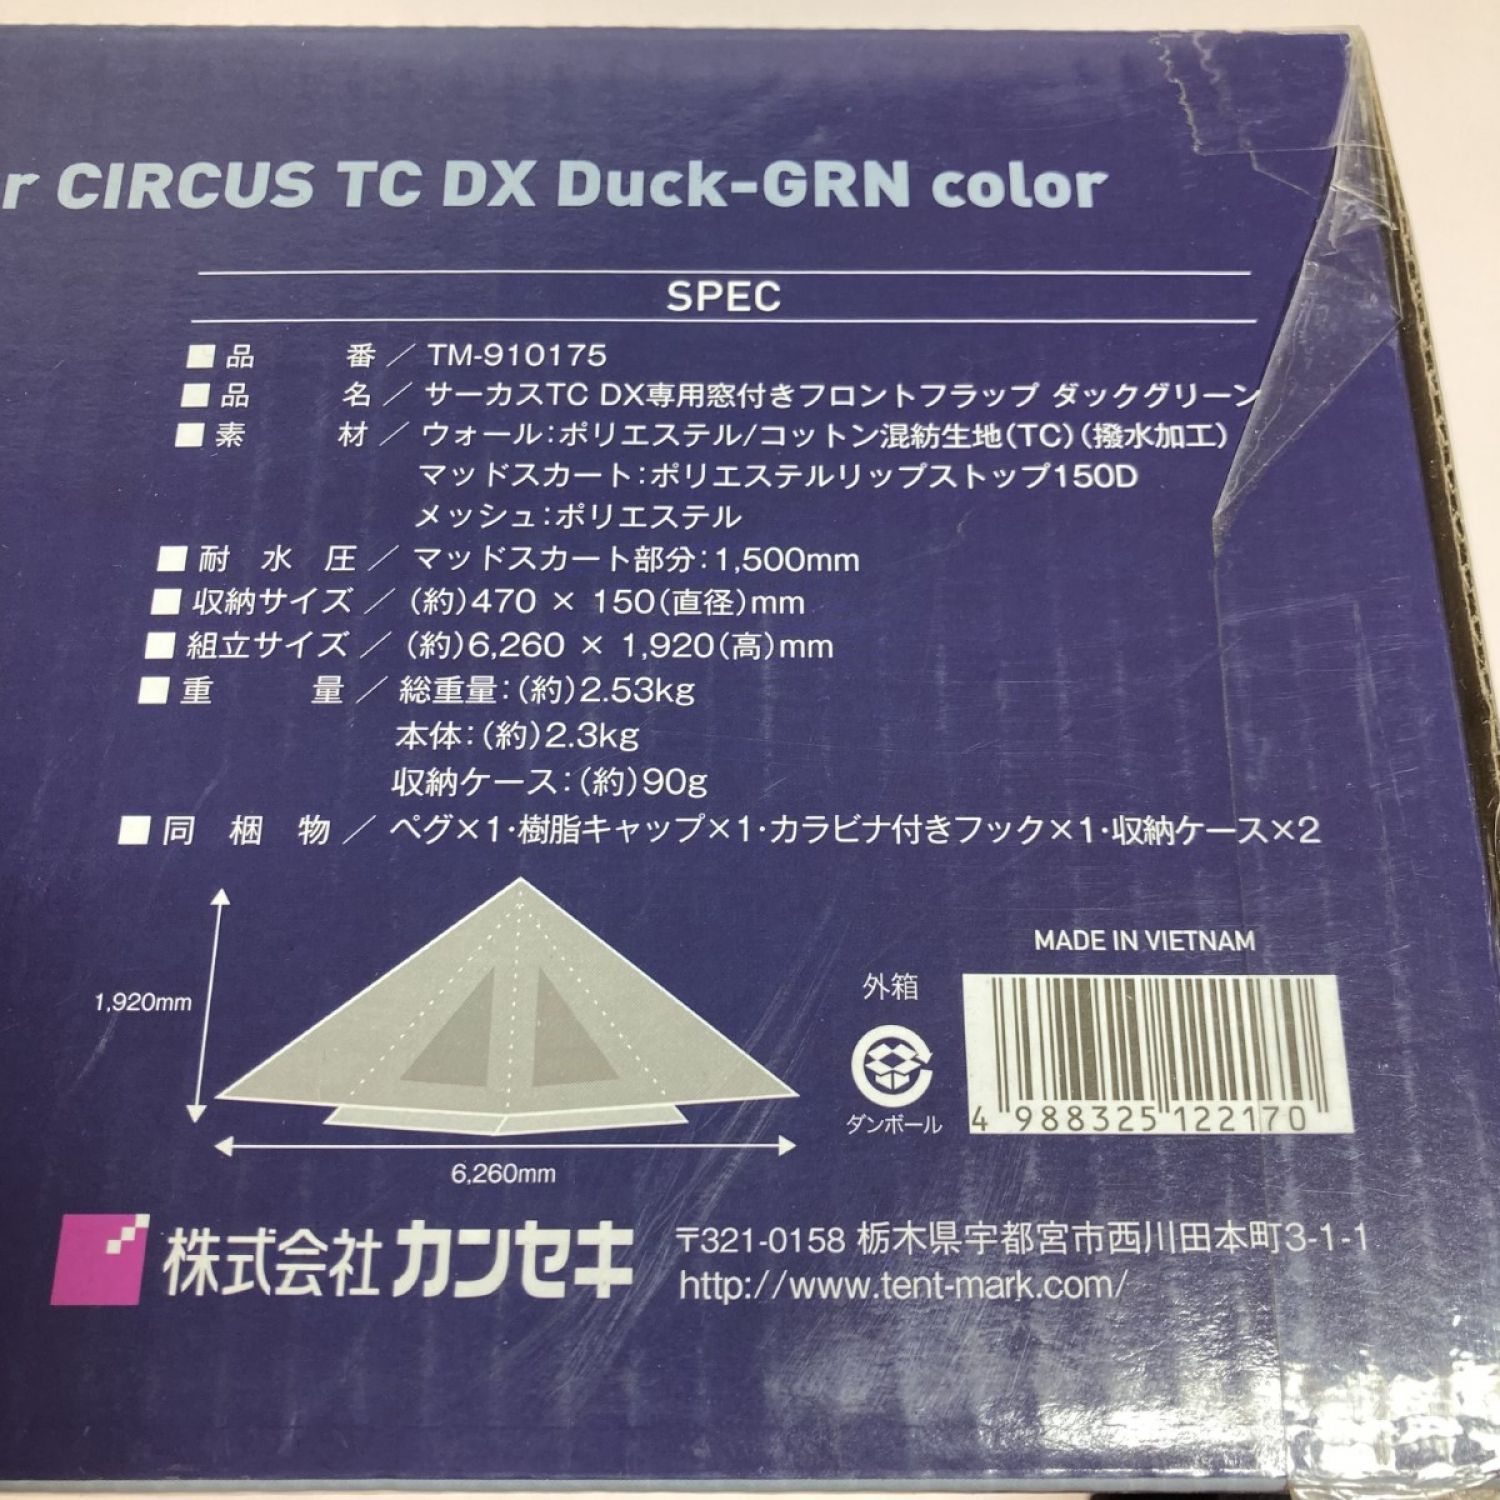 r CIRCUS TC DX Duck-GRN color
SPEC
■品 番／TM-910175
■品 名／サーカスTC DX専用窓付きフロントフラップ ダックグリーン
■素 材／ウォール:ポリエステル/コットン混紡生地(TC)(撥水加工)
マッドスカート:ポリエステルリップストップ150D
メッシュ:ポリエステル
■耐 水 圧／マッドスカート部分:1,500mm
■収納サイズ／(約)470 × 150(直径)mm
■組立サイズ／(約)6,260 × 1,920(高)mm
■重 量／総重量:(約)2.53kg
本体:(約)2.3kg
収納ケース:(約)90g
■同 梱 物／ペグ×1・樹脂キャップ×1・カラビナ付きフック×1・収納ケース×2
1,920mm
6,260mm
MADE IN VIETNAM
外箱
ダンボール
4 988325 122170
株式会社カンセキ
〒321-0158 栃木県宇都宮市西川田本町3-1-1
http://www.tent-mark.com/